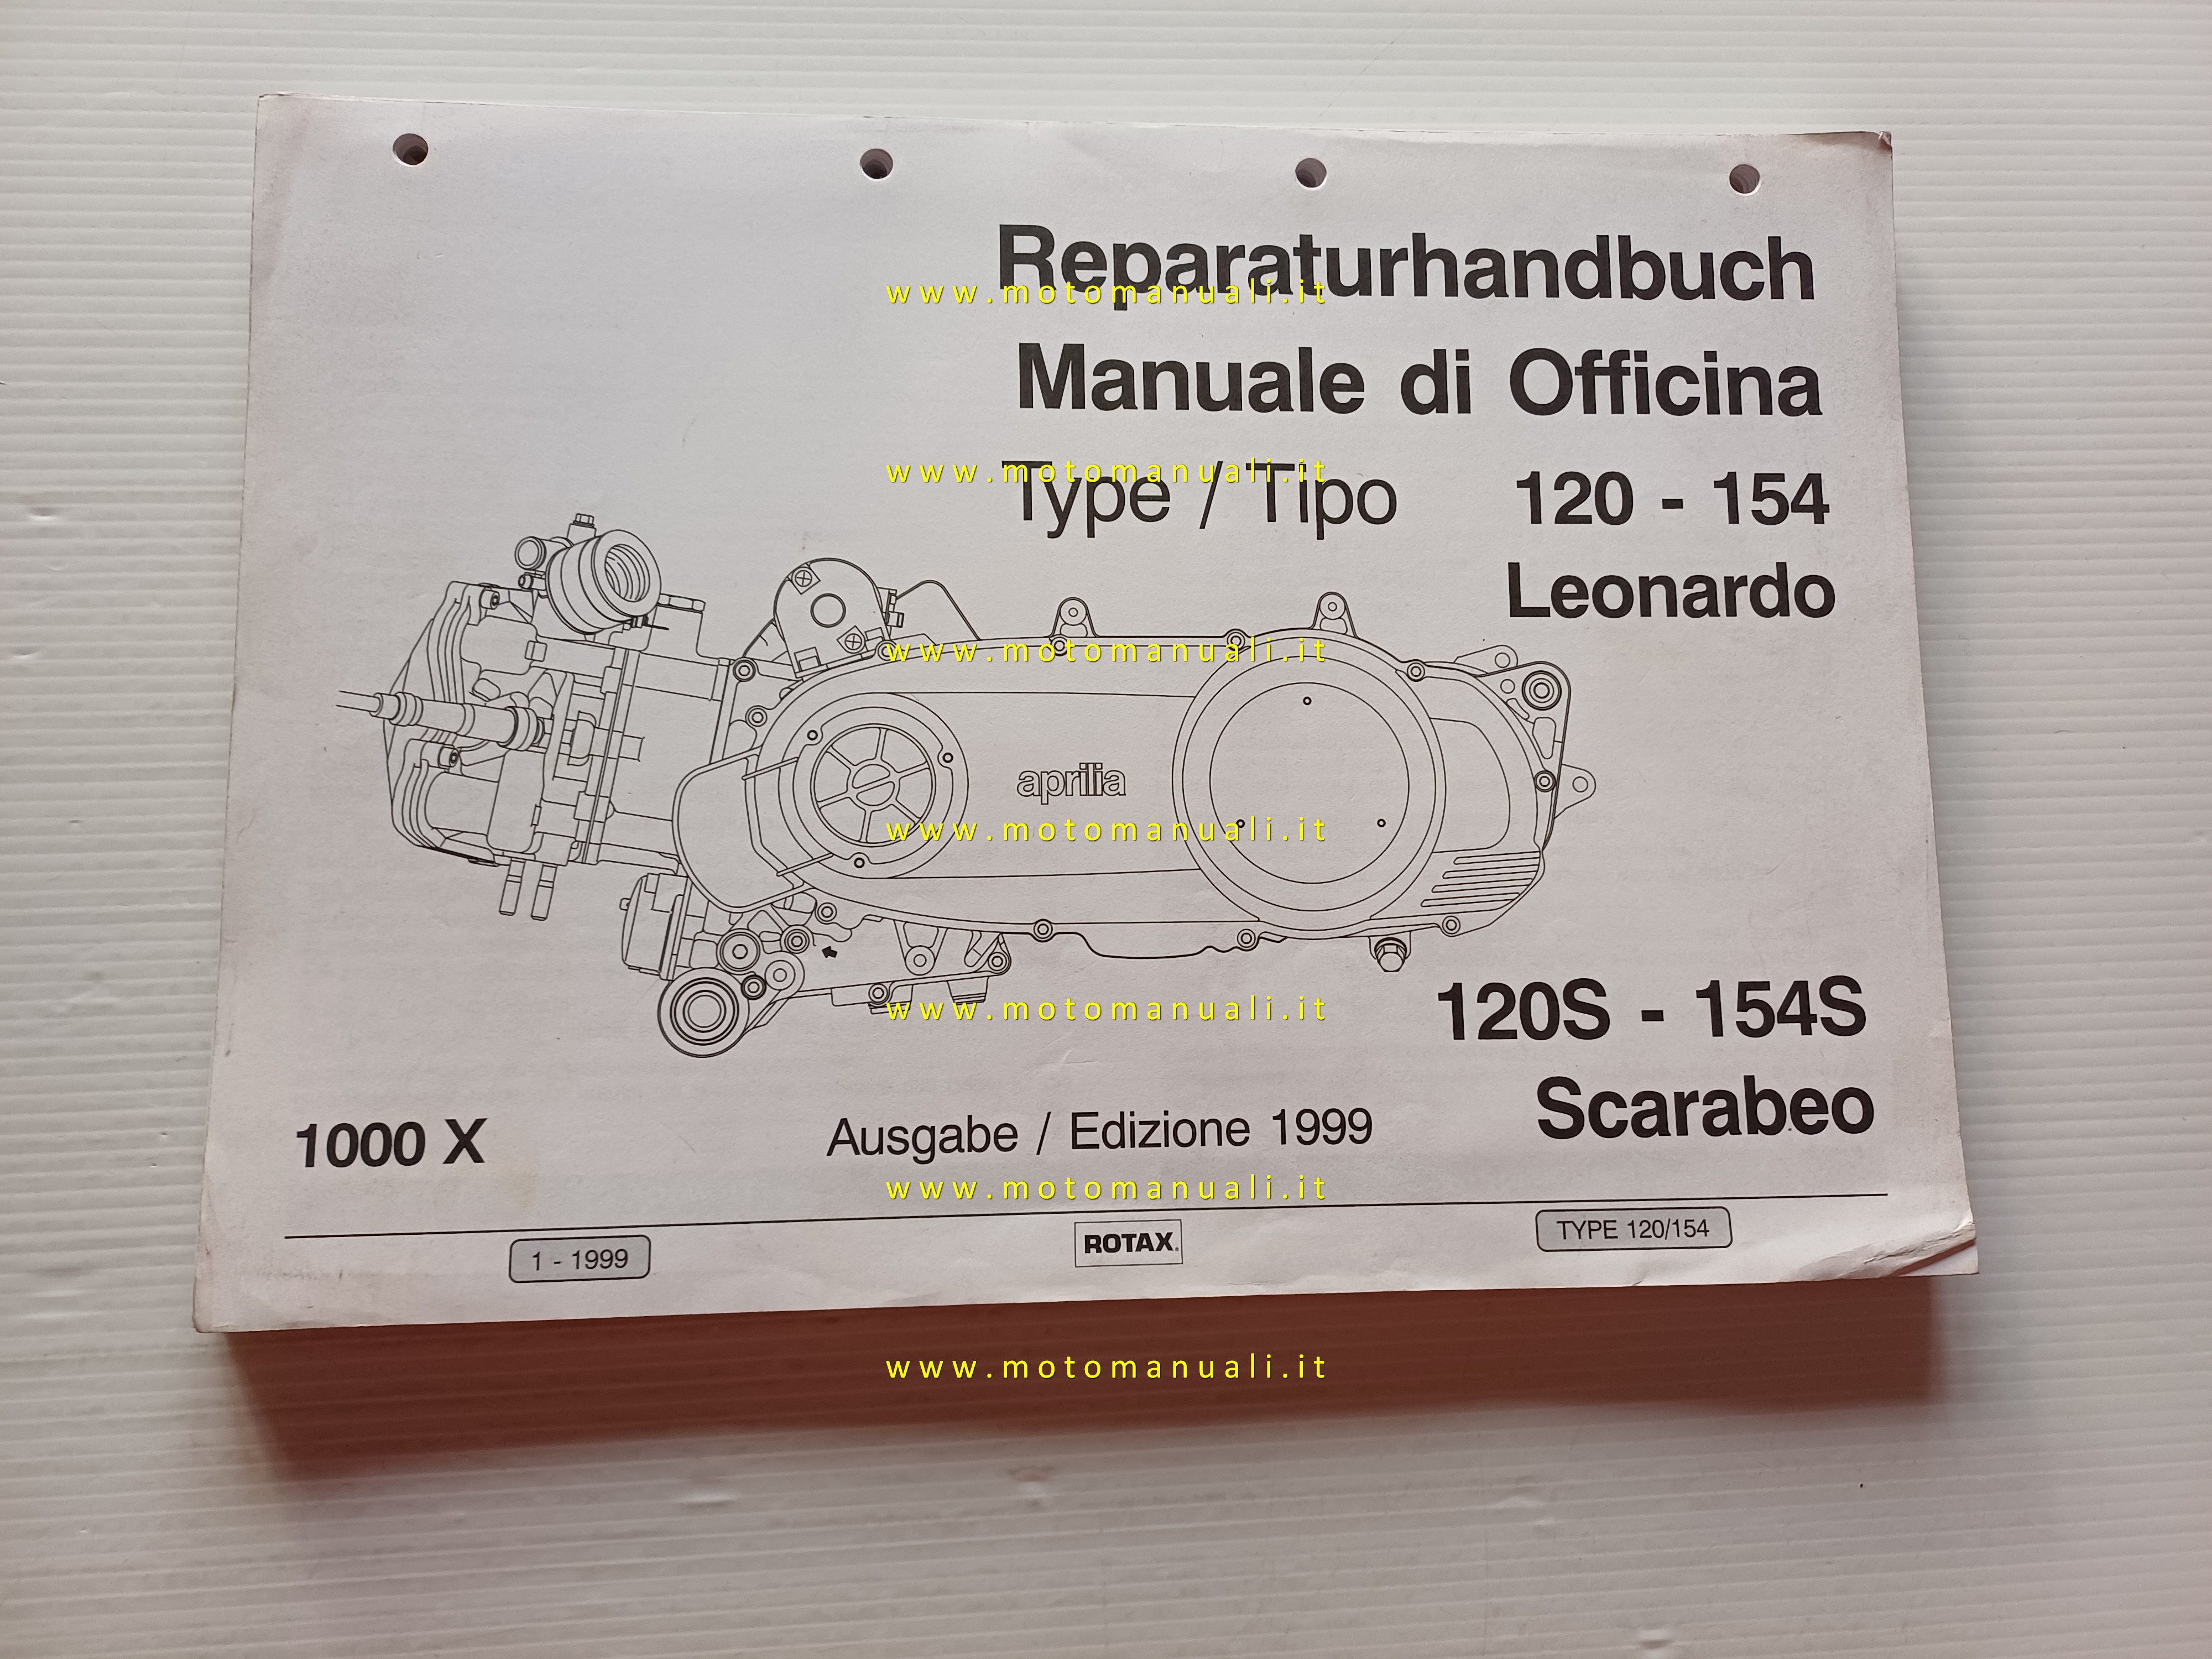 Reparaturhandbuch
www.motomanuali.it
Manuale di Officina
www.motomanuali.it
Type / Tipo 120 - 154
Leonardo
www.motomanuali.it
aprilia
www.motomanuali.it
120S - 154S
www.motomanuali.it
Scarabeo
1000 X
Ausgabe / Edizione 1999
www.motomanuali.it
1 - 1999
ROTAX®
TYPE 120/154
www.motomanuali.it